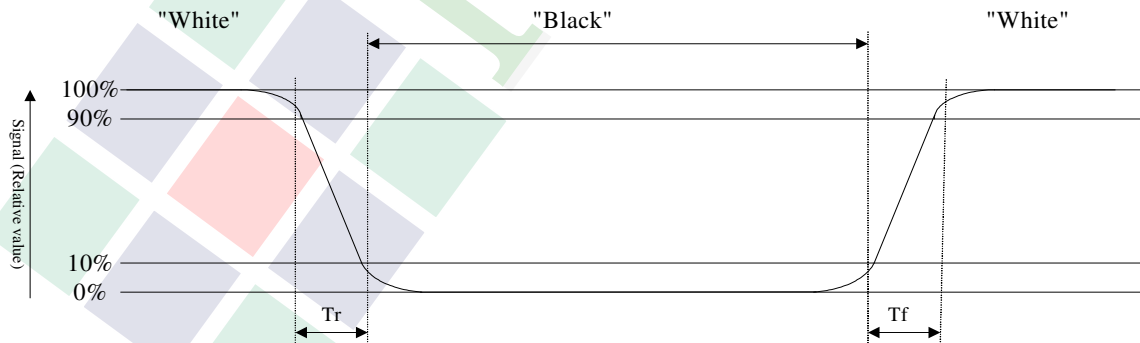 "White" "Black" "White"
100%
90%
Signal (Relative value)
10%
0%
Tr Tf